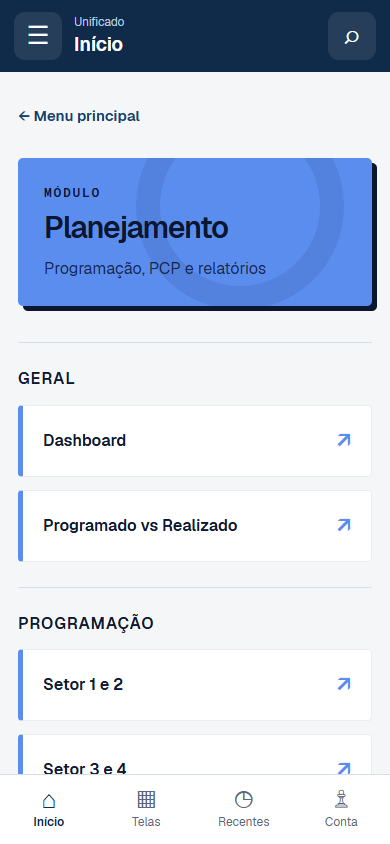 Unificado
Início
← Menu principal
MÓDULO
Planejamento
Programação, PCP e relatórios
GERAL
Dashboard
Programado vs Realizado
PROGRAMAÇÃO
Setor 1 e 2
Setor 3 e 4
Início
Telas
Recentes
Conta